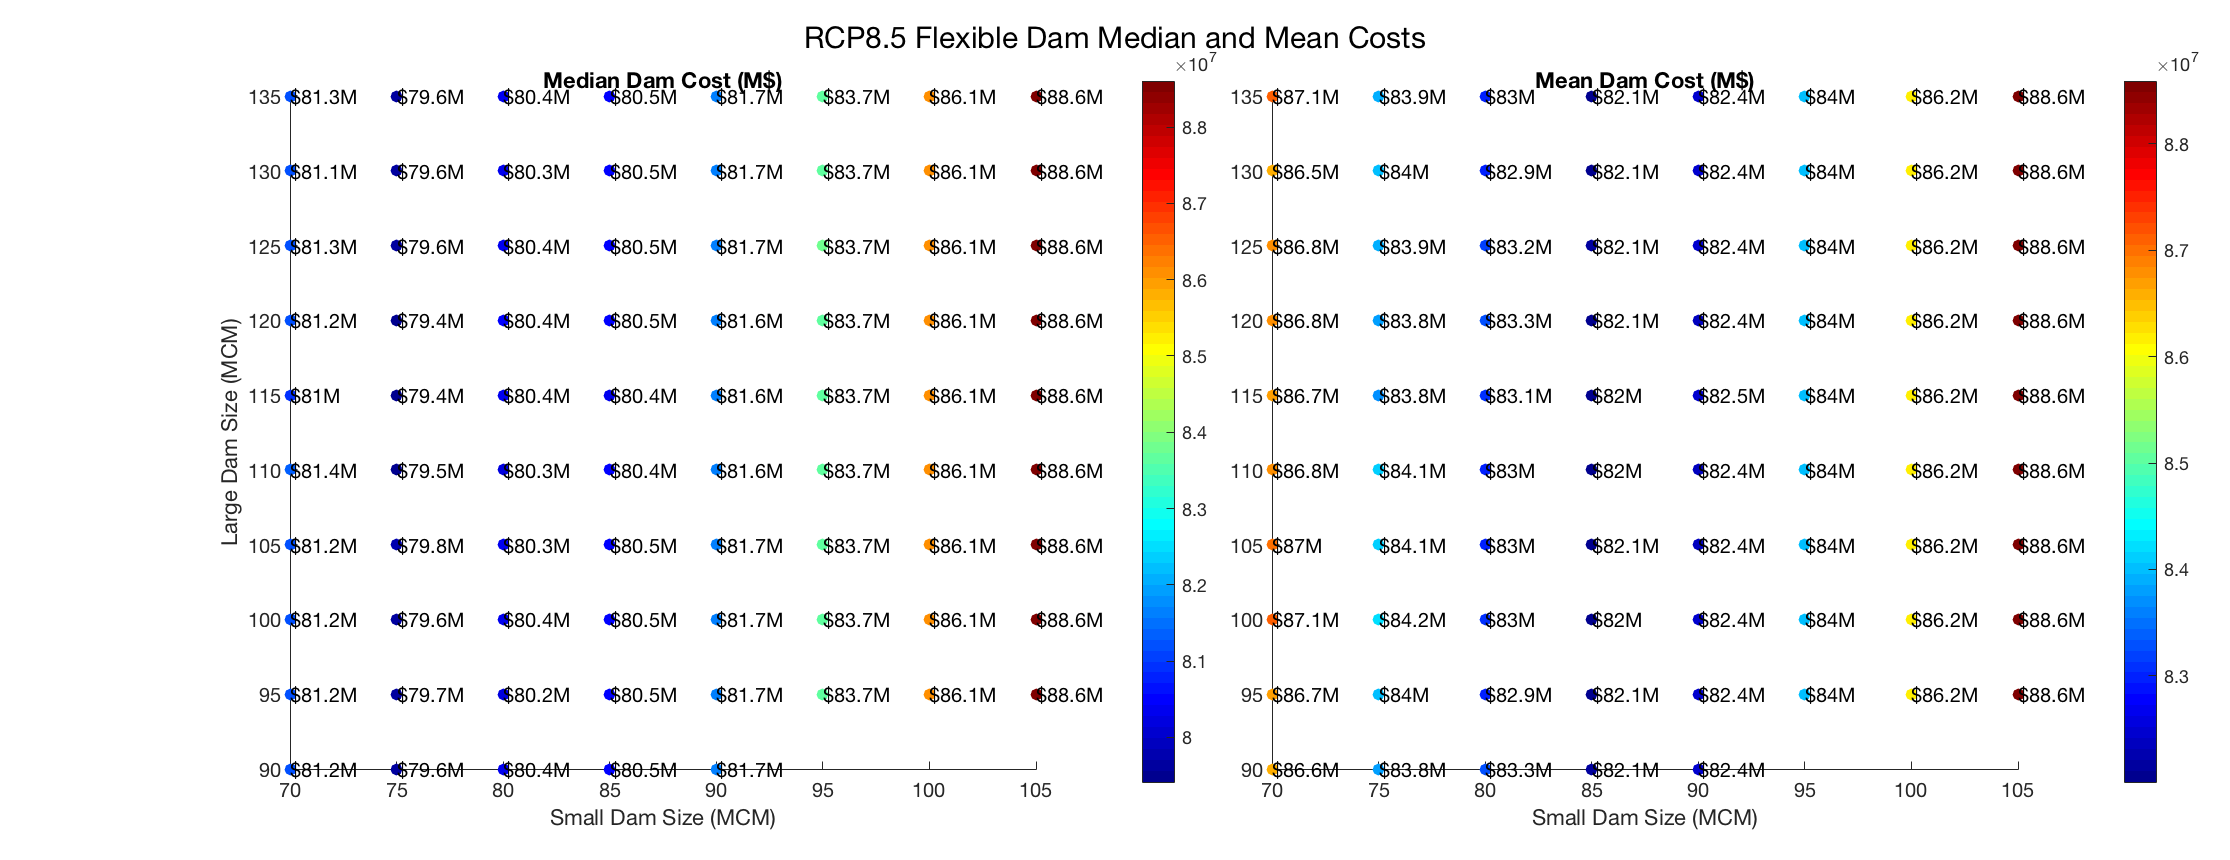 RCP8.5 Flexible Dam Median and Mean Costs
Median Dam Cost (M$)
×10⁷
135 $81.3M $79.6M $80.4M $80.5M $81.7M $83.7M $86.1M $88.6M
130 $81.1M $79.6M $80.3M $80.5M $81.7M $83.7M $86.1M $88.6M
125 $81.3M $79.6M $80.4M $80.5M $81.7M $83.7M $86.1M $88.6M
120 $81.2M $79.4M $80.4M $80.5M $81.6M $83.7M $86.1M $88.6M
115 $81M $79.4M $80.4M $80.4M $81.6M $83.7M $86.1M $88.6M
110 $81.4M $79.5M $80.3M $80.4M $81.6M $83.7M $86.1M $88.6M
105 $81.2M $79.8M $80.3M $80.5M $81.7M $83.7M $86.1M $88.6M
100 $81.2M $79.6M $80.4M $80.5M $81.7M $83.7M $86.1M $88.6M
95 $81.2M $79.7M $80.2M $80.5M $81.7M $83.7M $86.1M $88.6M
90 $81.2M $79.6M $80.4M $80.5M $81.7M
70 75 80 85 90 95 100 105
Small Dam Size (MCM)
Large Dam Size (MCM)
8.8
8.7
8.6
8.5
8.4
8.3
8.2
8.1
8
Mean Dam Cost (M$)
×10⁷
135 $87.1M $83.9M $83M $82.1M $82.4M $84M $86.2M $88.6M
130 $86.5M $84M $82.9M $82.1M $82.4M $84M $86.2M $88.6M
125 $86.8M $83.9M $83.2M $82.1M $82.4M $84M $86.2M $88.6M
120 $86.8M $83.8M $83.3M $82.1M $82.4M $84M $86.2M $88.6M
115 $86.7M $83.8M $83.1M $82M $82.5M $84M $86.2M $88.6M
110 $86.8M $84.1M $83M $82M $82.4M $84M $86.2M $88.6M
105 $87M $84.1M $83M $82.1M $82.4M $84M $86.2M $88.6M
100 $87.1M $84.2M $83M $82M $82.4M $84M $86.2M $88.6M
95 $86.7M $84M $82.9M $82.1M $82.4M $84M $86.2M $88.6M
90 $86.6M $83.8M $83.3M $82.1M $82.4M
70 75 80 85 90 95 100 105
Small Dam Size (MCM)
8.8
8.7
8.6
8.5
8.4
8.3